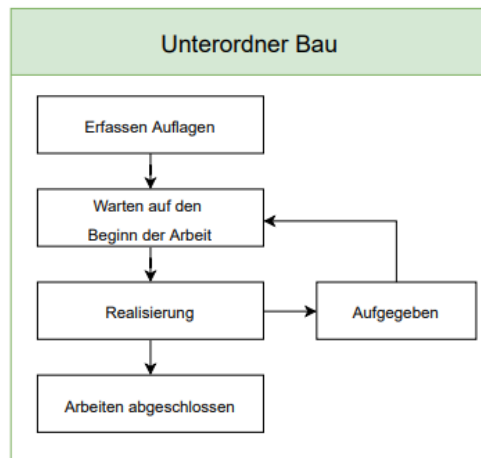 Unterordner Bau
Erfassen Auflagen
Warten auf den
Beginn der Arbeit
Realisierung
Aufgegeben
Arbeiten abgeschlossen